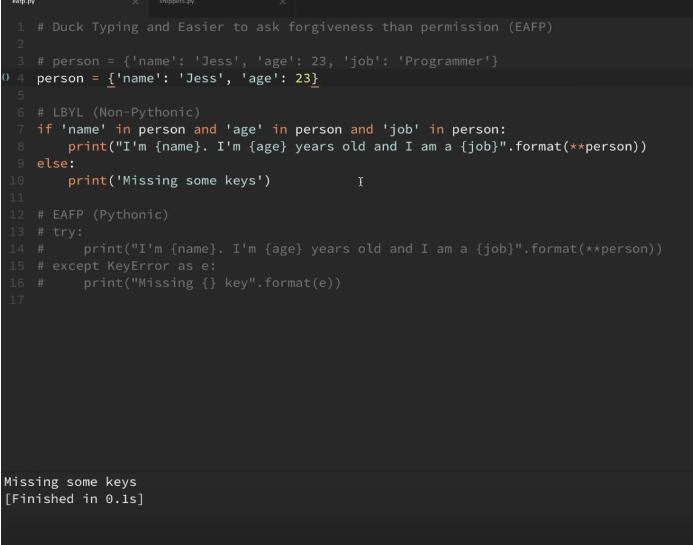 eafp.py snippets.py
1 # Duck Typing and Easier to ask forgiveness than permission (EAFP)
2
3 # person = {'name': 'Jess', 'age': 23, 'job': 'Programmer'}
4 person = {'name': 'Jess', 'age': 23}
5
6 # LBYL (Non-Pythonic)
7 if 'name' in person and 'age' in person and 'job' in person:
8     print("I'm {name}. I'm {age} years old and I am a {job}".format(**person))
9 else:
10     print('Missing some keys')
11
12 # EAFP (Pythonic)
13 # try:
14 #     print("I'm {name}. I'm {age} years old and I am a {job}".format(**person))
15 # except KeyError as e:
16 #     print("Missing {} key".format(e))
17
Missing some keys
[Finished in 0.1s]